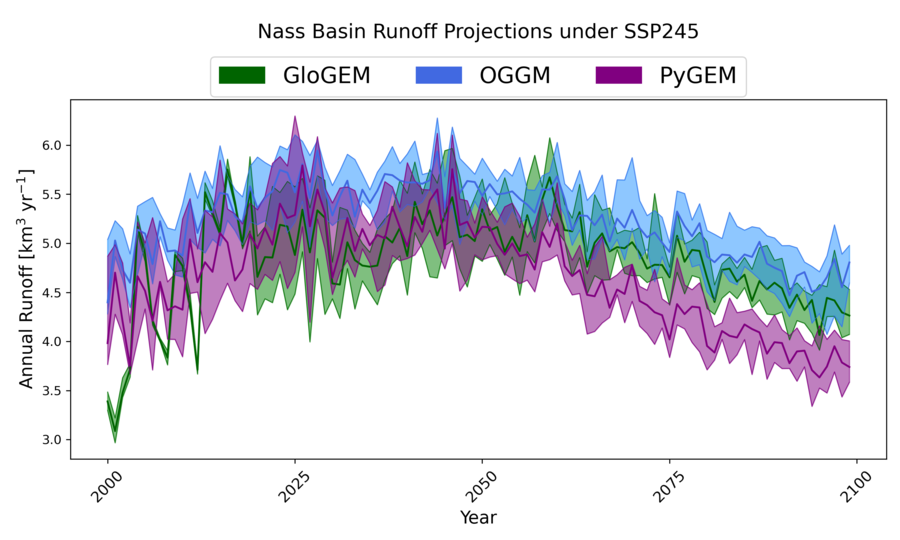 Nass Basin Runoff Projections under SSP245
GloGEM OGGM PyGEM
6.0
5.5
5.0
4.5
4.0
3.5
3.0
Annual Runoff [km³ yr⁻¹]
2000 2025 2050 2075 2100
Year